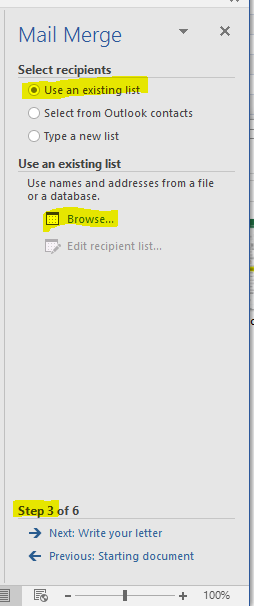 Mail Merge
Select recipients
Use an existing list
Select from Outlook contacts
Type a new list
Use an existing list
Use names and addresses from a file
or a database.
Browse...
Edit recipient list...
Step 3 of 6
Next: Write your letter
Previous: Starting document
100%